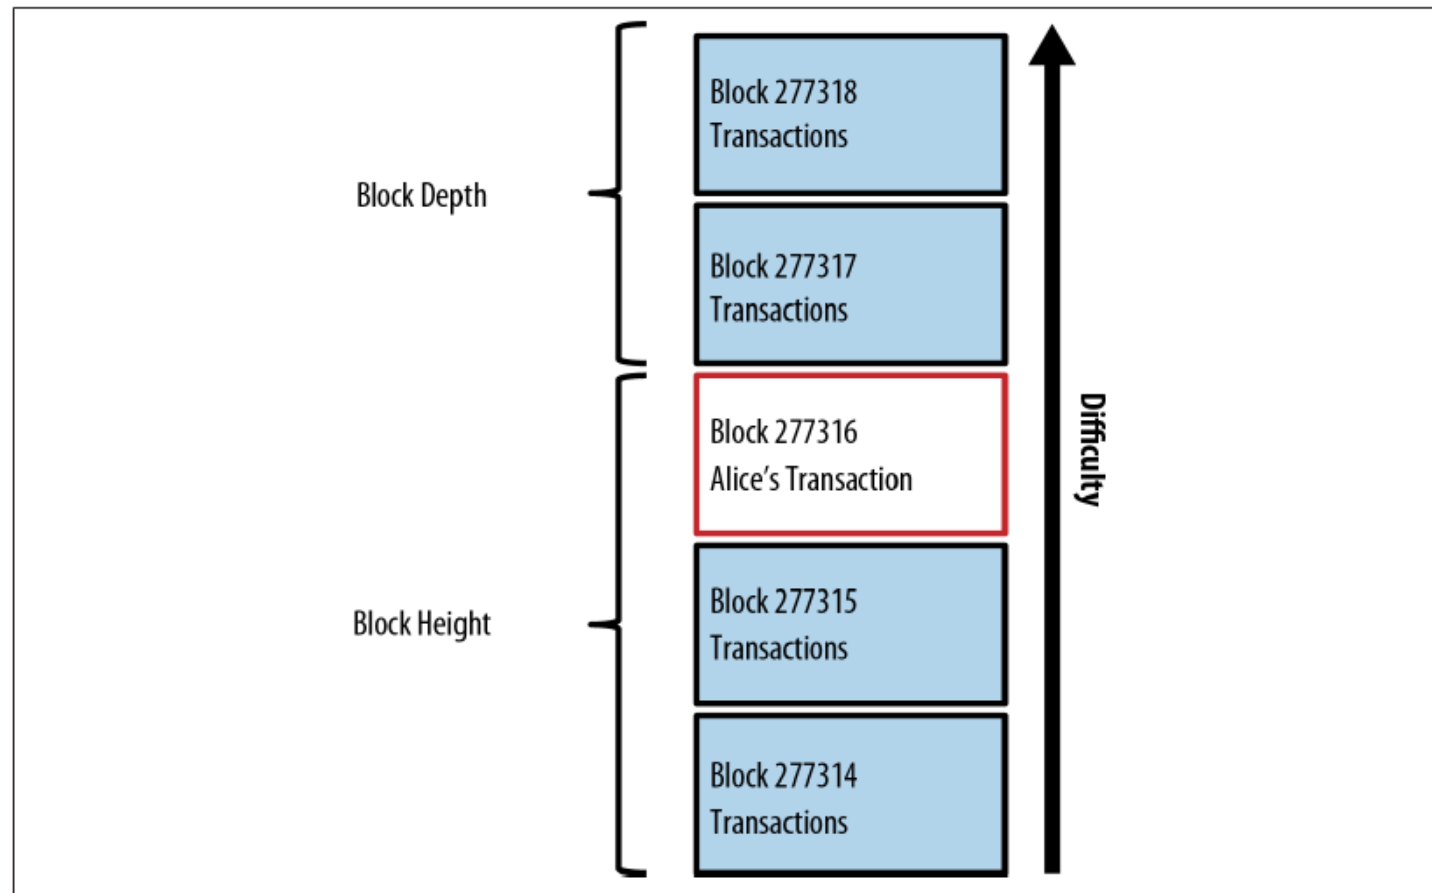 Block Depth
Block Height
Block 277318
Transactions
Block 277317
Transactions
Block 277316
Alice’s Transaction
Block 277315
Transactions
Block 277314
Transactions
Difficulty